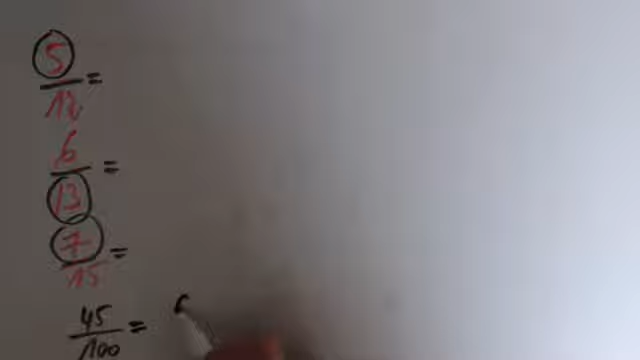 5/12 =
6/13 =
7/15 =
45/100 =